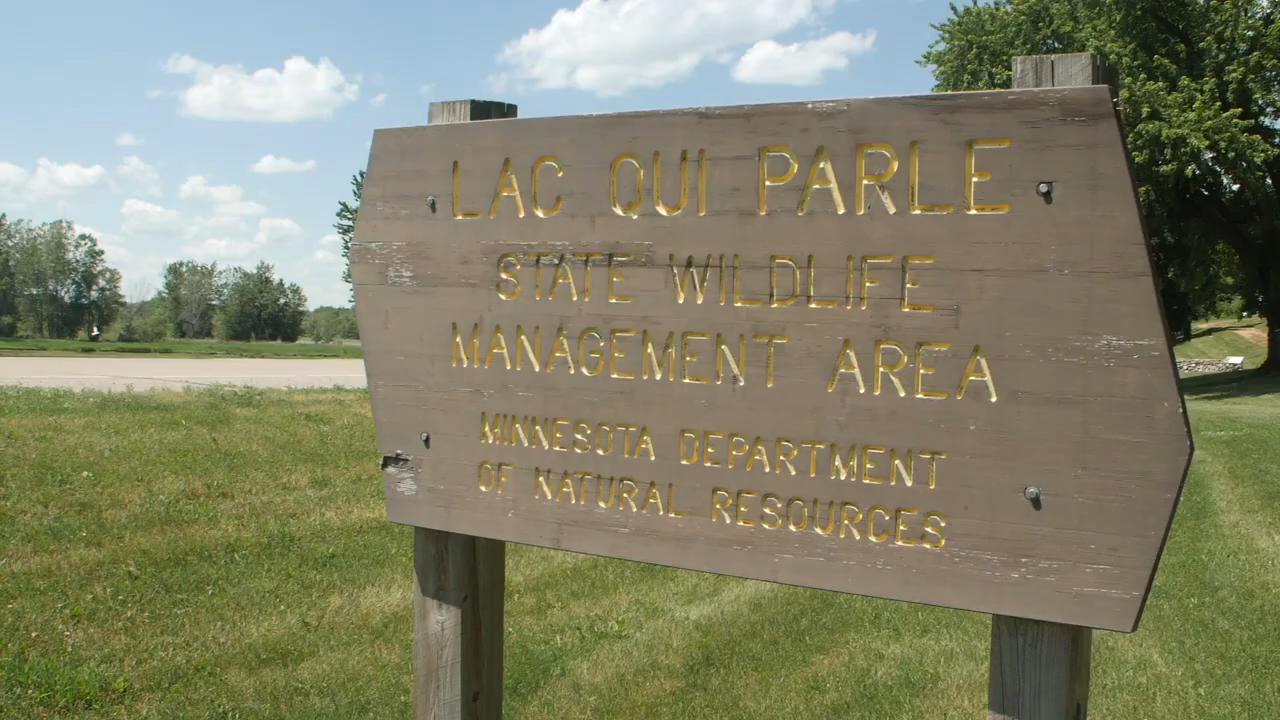 LAC QUI PARLE
STATE WILDLIFE
MANAGEMENT AREA
MINNESOTA DEPARTMENT
OF NATURAL RESOURCES